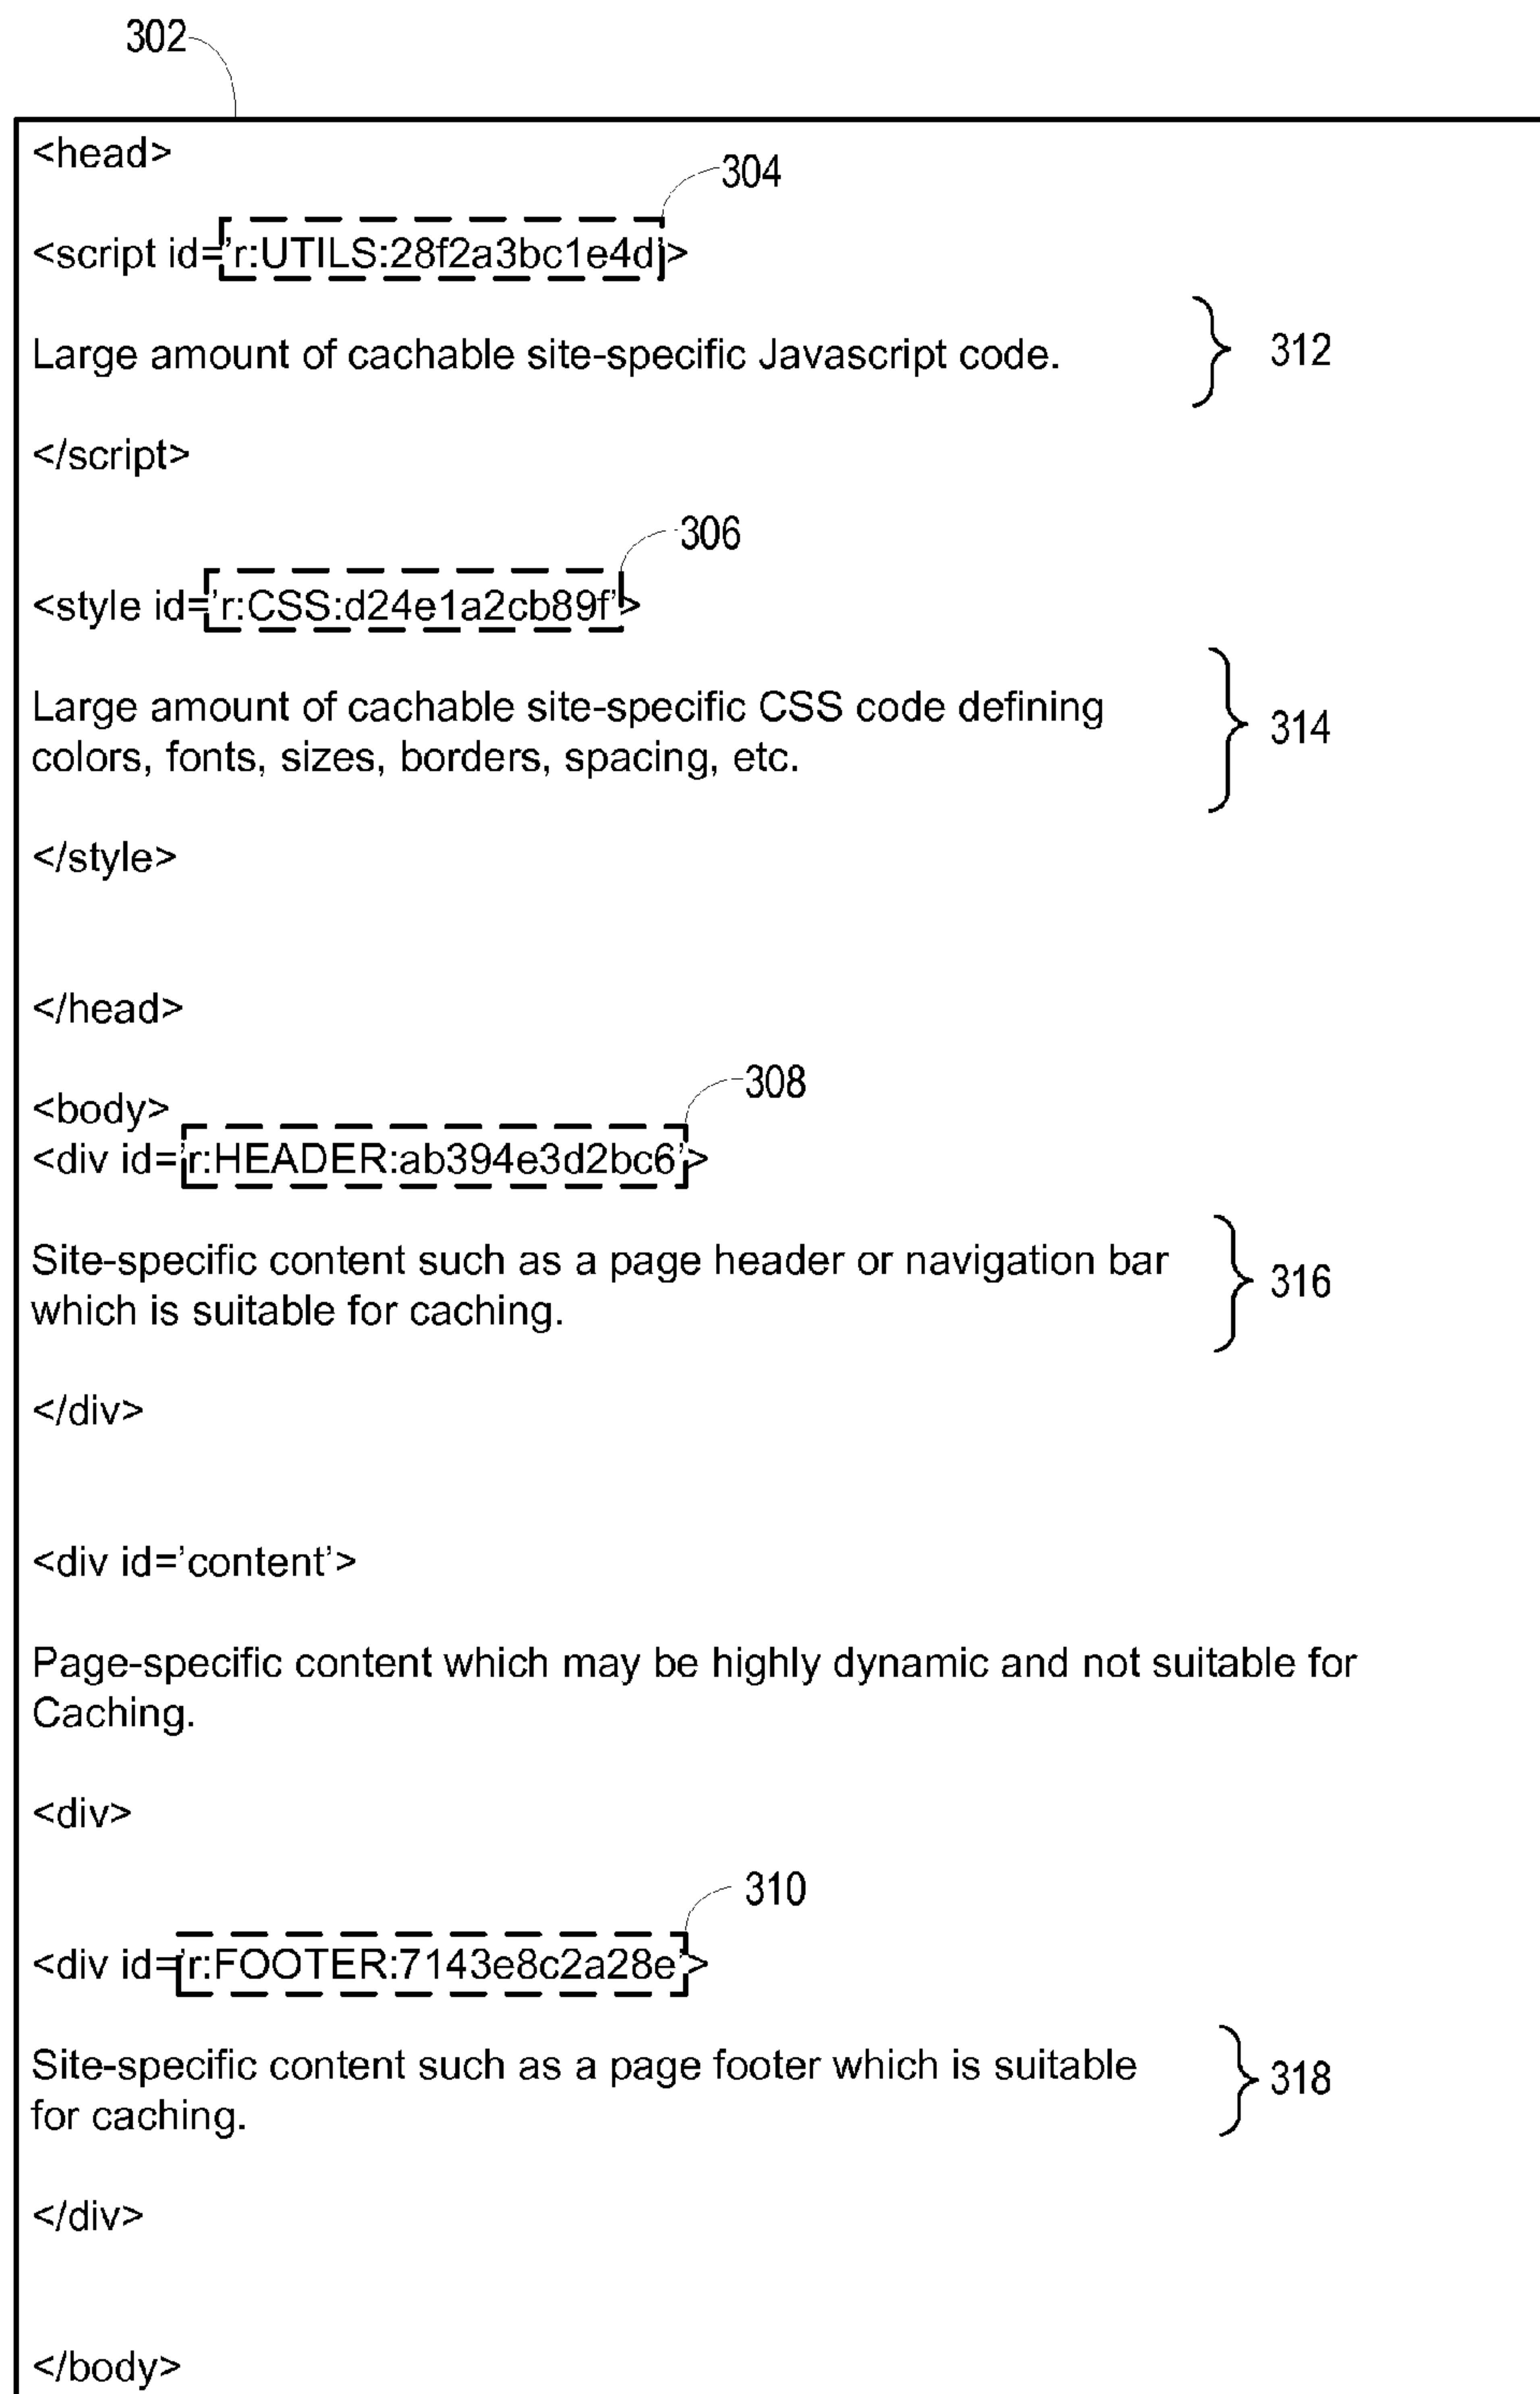 302
<head>
304
<script id='r:UTILS:28f2a3bc1e4d'>
Large amount of cachable site-specific Javascript code.
312
</script>
306
<style id='r:CSS:d24e1a2cb89f'>
Large amount of cachable site-specific CSS code defining
colors, fonts, sizes, borders, spacing, etc.
314
</style>
</head>
308
<body>
<div id='r:HEADER:ab394e3d2bc6'>
Site-specific content such as a page header or navigation bar
which is suitable for caching.
316
</div>
<div id='content'>
Page-specific content which may be highly dynamic and not suitable for
Caching.
<div>
310
<div id='r:FOOTER:7143e8c2a28e'>
Site-specific content such as a page footer which is suitable
for caching.
318
</div>
</body>